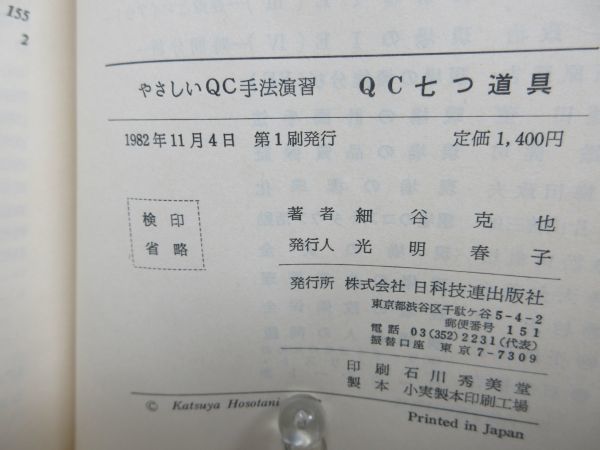 155
2
やさしいQC手法演習 QC七つ道具
1982年11月4日 第1刷発行 定価 1,400円
検印
省略
著者 細谷克也
発行人 光明春子
発行所 株式会社 日科技連出版社
東京都渋谷区千駄ケ谷5-4-2
郵便番号 151
電話 03(352)2231(代表)
振替口座 東京7-7309
印刷 石川秀美堂
製本 小実製本印刷工場
© Katsuya Hosotani
Printed in Japan